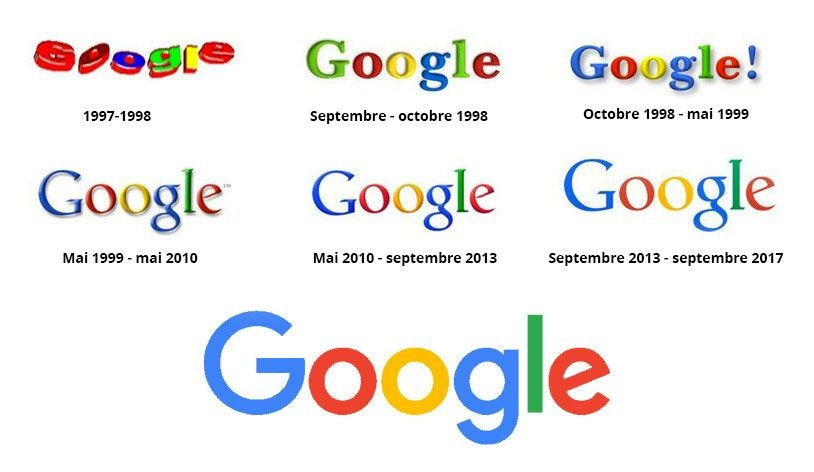 Google Google Google!
1997-1998 Septembre - octobre 1998 Octobre 1998 - mai 1999
Google™ Google Google
Mai 1999 - mai 2010 Mai 2010 - septembre 2013 Septembre 2013 - septembre 2017
Google